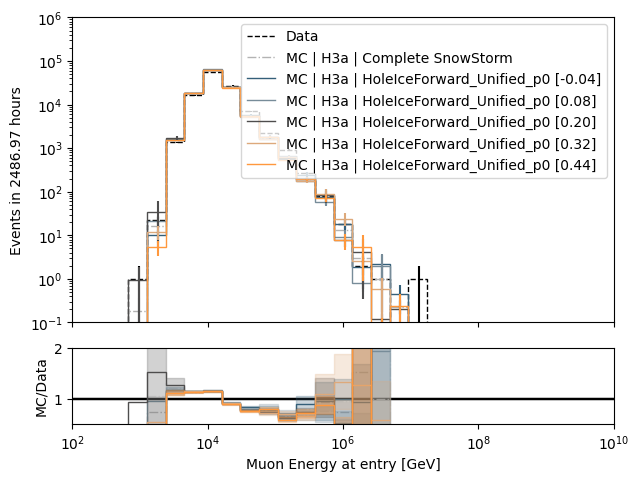 10^6
10^5
10^4
10^3
10^2
10^1
10^0
10^-1
Events in 2486.97 hours
Data
MC | H3a | Complete SnowStorm
MC | H3a | HoleIceForward_Unified_p0 [-0.04]
MC | H3a | HoleIceForward_Unified_p0 [0.08]
MC | H3a | HoleIceForward_Unified_p0 [0.20]
MC | H3a | HoleIceForward_Unified_p0 [0.32]
MC | H3a | HoleIceForward_Unified_p0 [0.44]
2
1
MC/Data
10^2 10^4 10^6 10^8 10^10
Muon Energy at entry [GeV]